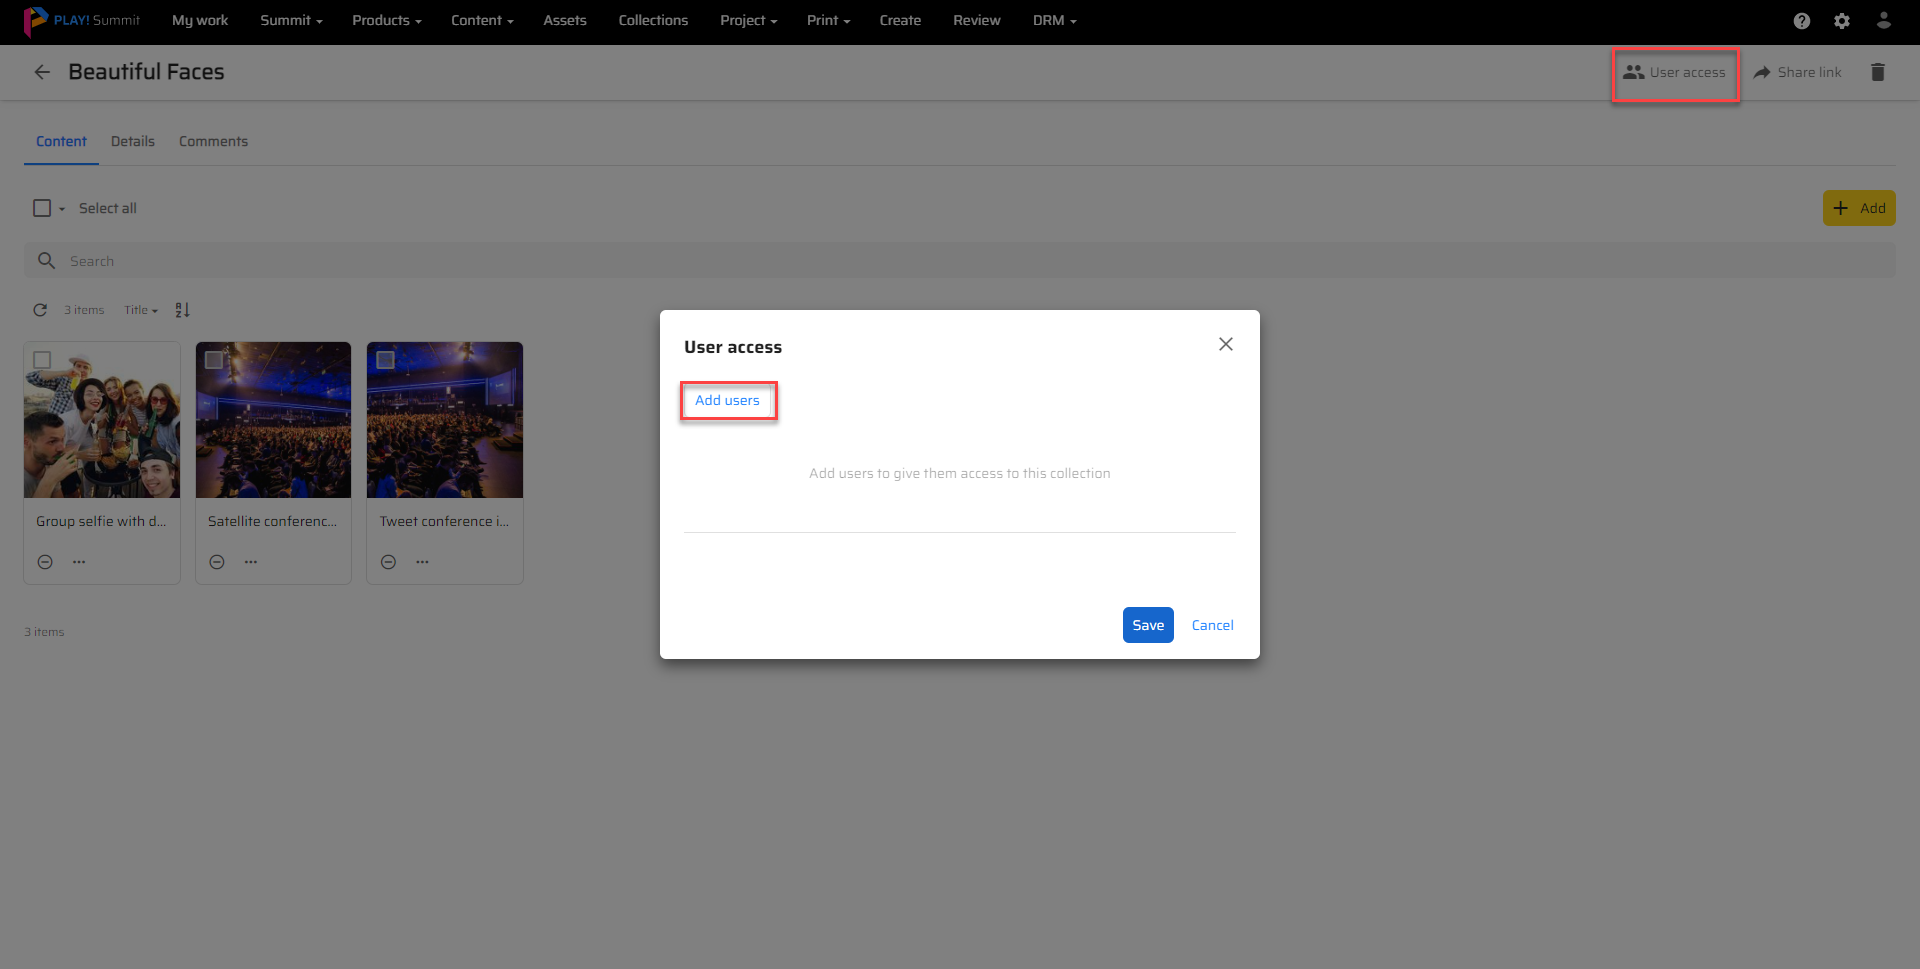 PLAY! Summit My work Summit Products Content Assets Collections Project Print Create Review DRM
Beautiful Faces User access Share link
Content Details Comments
Select all Add
Search
3 items Title A Z
User access
Add users
Add users to give them access to this collection
Group selfie with d... Satellite conferenc... Tweet conference i...
Save Cancel
3 items